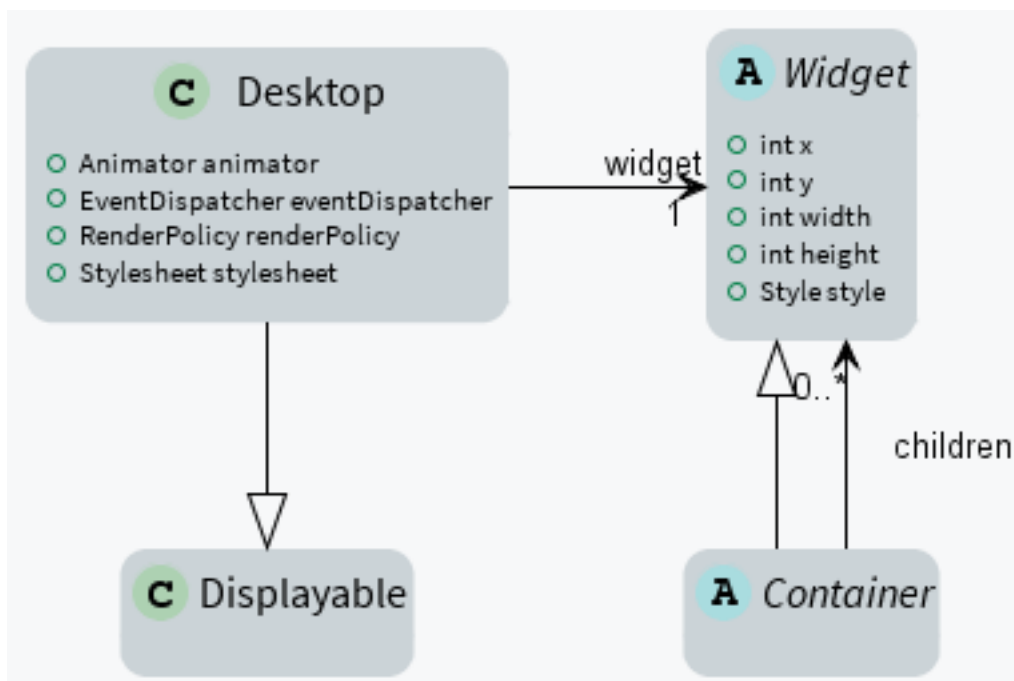 C Desktop
Animator animator
EventDispatcher eventDispatcher
RenderPolicy renderPolicy
Stylesheet stylesheet
widget
1
A Widget
int x
int y
int width
int height
Style style
0..*
children
C Displayable
A Container